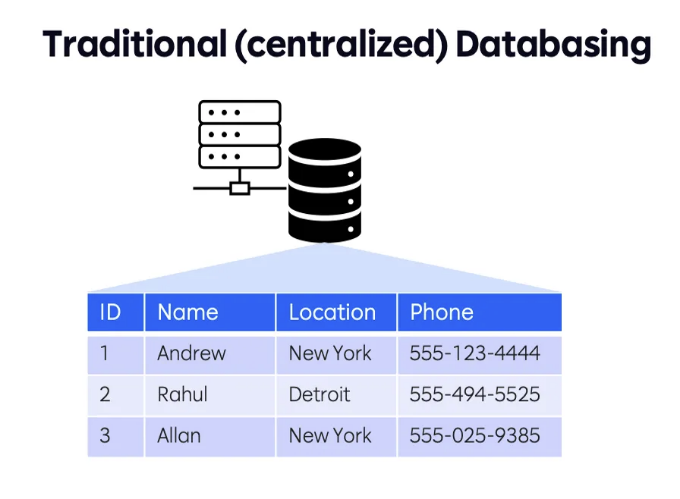 Traditional (centralized) Databasing
ID Name Location Phone
1 Andrew New York 555-123-4444
2 Rahul Detroit 555-494-5525
3 Allan New York 555-025-9385